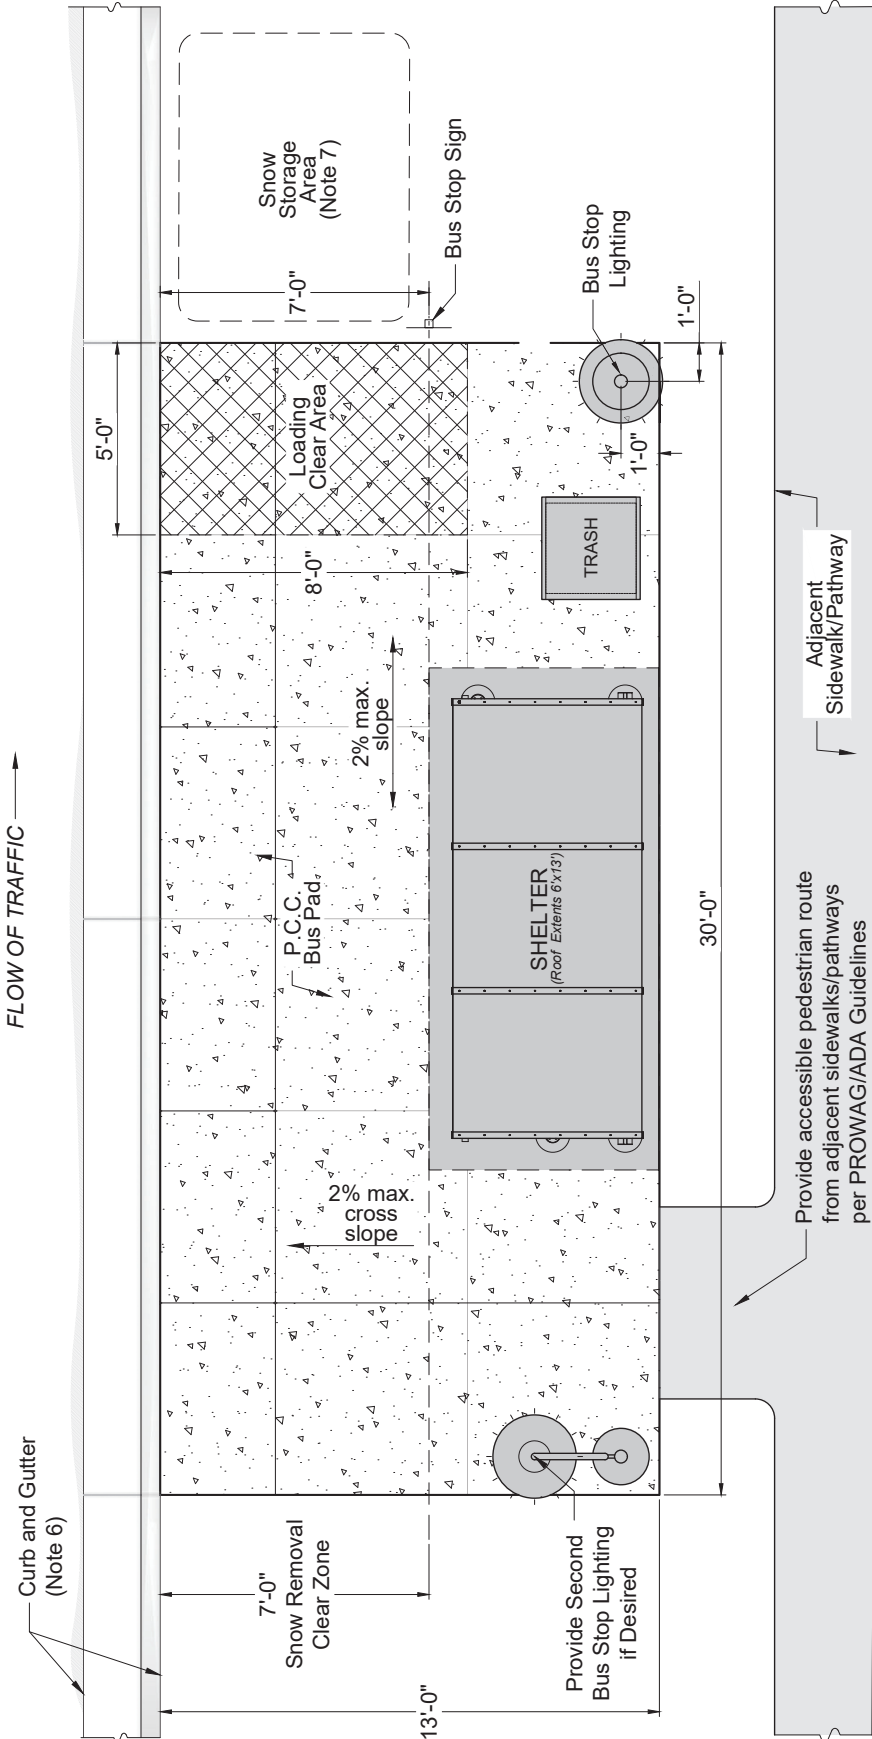 FLOW OF TRAFFIC
Curb and Gutter
(Note 6)
Snow
Storage
Area
(Note 7)
7'-0"
Bus Stop Sign
5'-0"
Loading
Clear Area
8'-0"
Bus Stop
Lighting
1'-0"
1'-0"
TRASH
2% max.
slope
P.C.C.
Bus Pad
2% max.
cross
slope
SHELTER
(Roof Extents 6'x13')
7'-0"
Snow Removal
Clear Zone
13'-0"
Provide Second
Bus Stop Lighting
if Desired
30'-0"
Adjacent
Sidewalk/Pathway
Provide accessible pedestrian route
from adjacent sidewalks/pathways
per PROWAG/ADA Guidelines